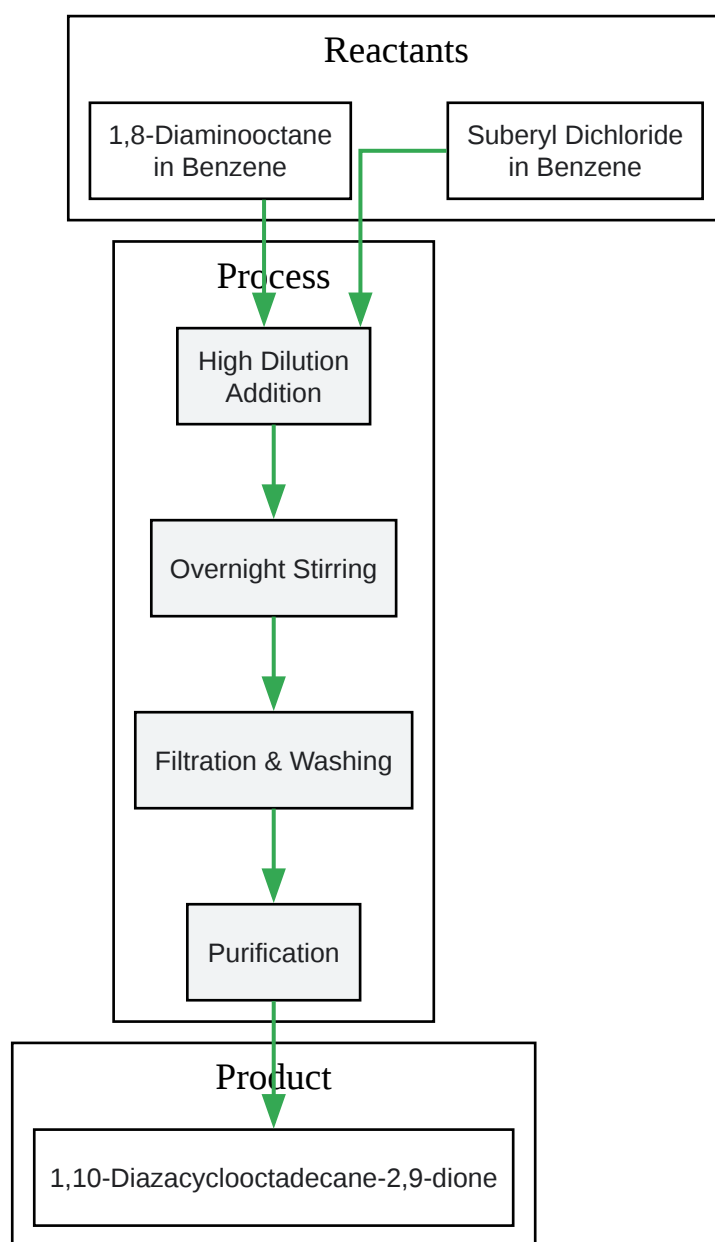 Reactants
1,8-Diaminooctane
in Benzene
Suberyl Dichloride
in Benzene
Process
High Dilution
Addition
Overnight Stirring
Filtration & Washing
Purification
Product
1,10-Diazacyclooctadecane-2,9-dione